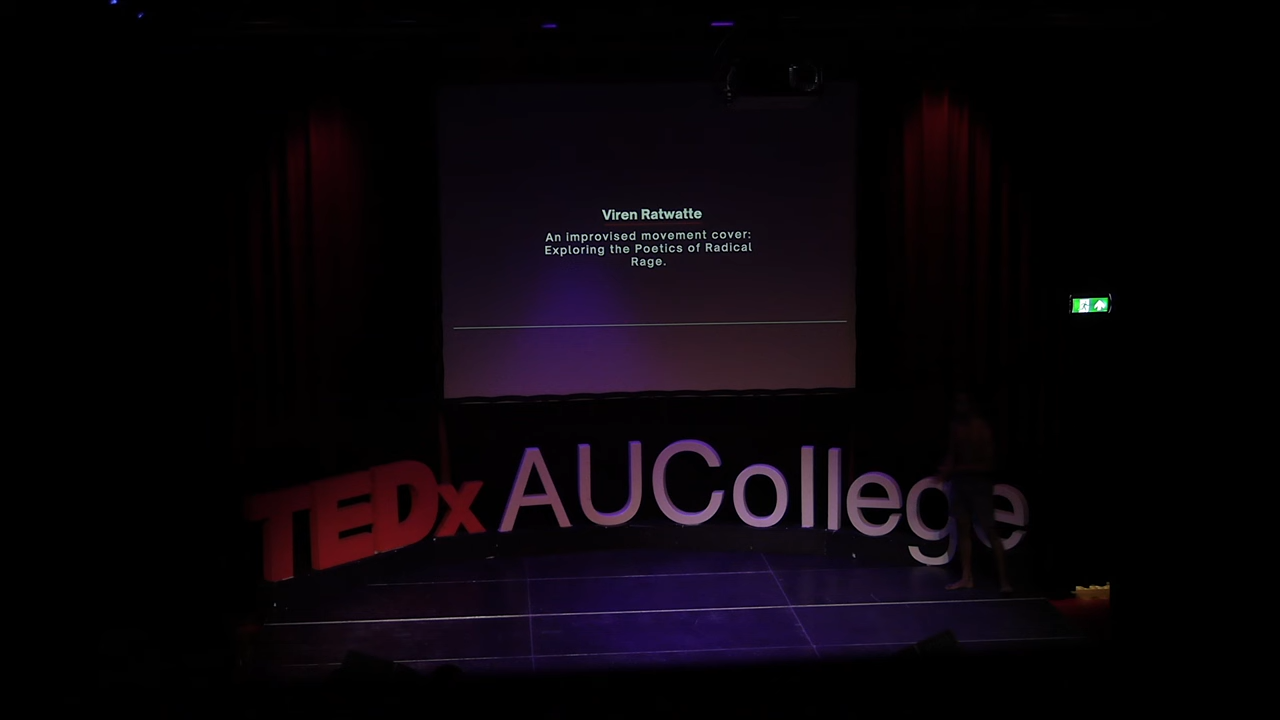 Viren Ratwatte
An improvised movement cover:
Exploring the Poetics of Radical
Rage.
TEDx AUCollege